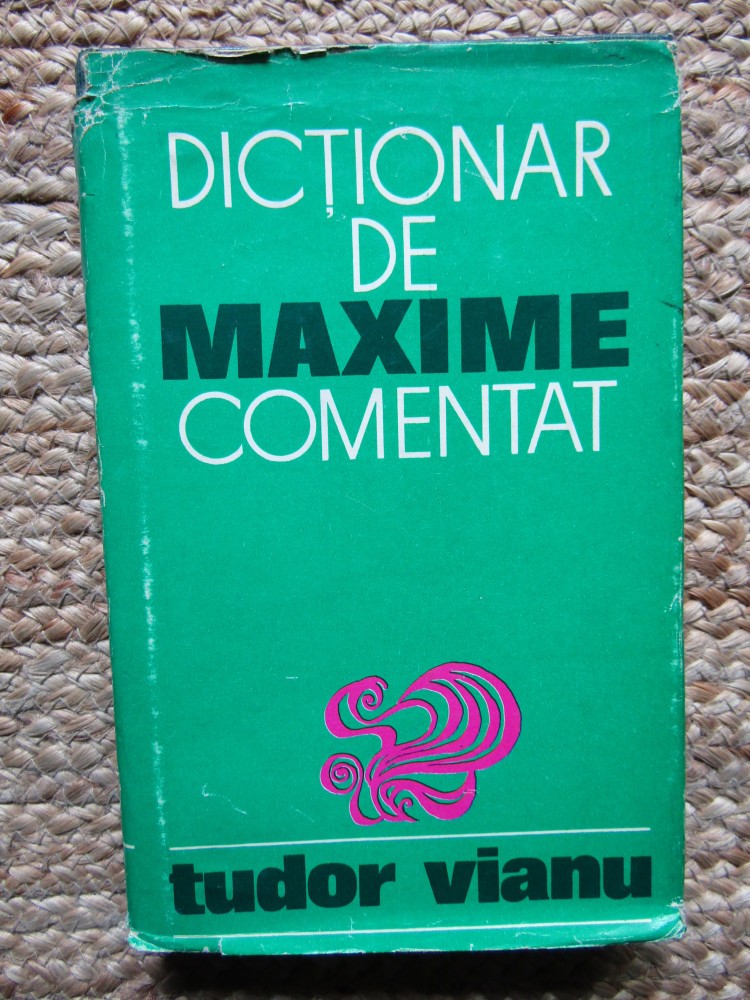 DICȚIONAR
DE
MAXIME
COMENTAT
tudor vianu